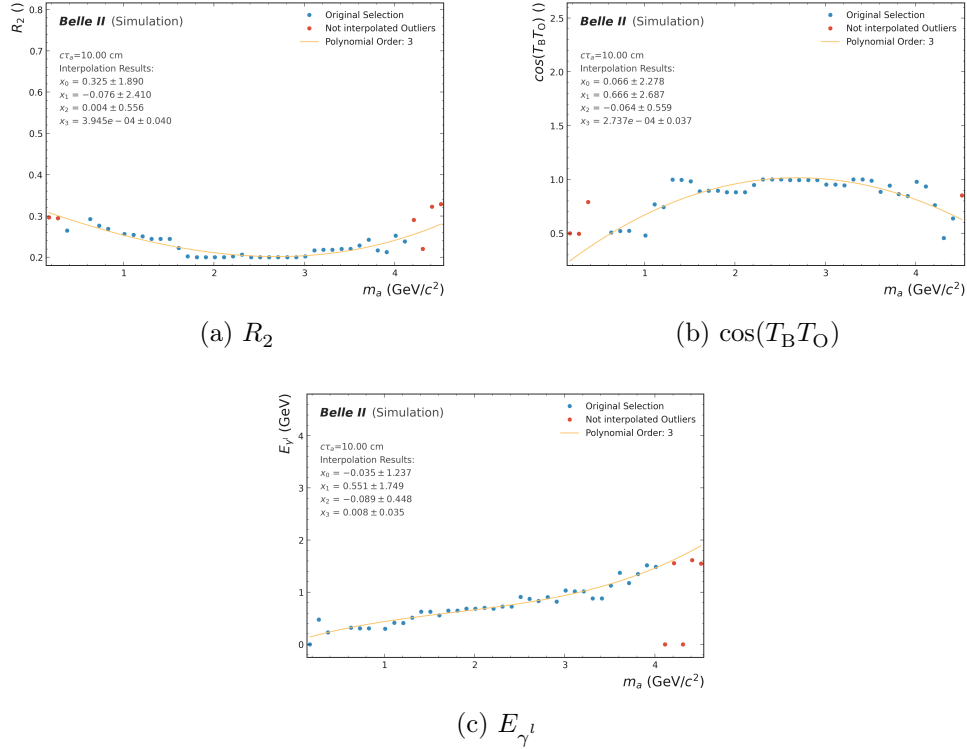 Belle II (Simulation)
Original Selection
Not interpolated Outliers
Polynomial Order: 3
cτₐ=10.00 cm
Interpolation Results:
x₀ = 0.325 ± 1.890
x₁ = −0.076 ± 2.410
x₂ = 0.004 ± 0.556
x₃ = 3.945e − 04 ± 0.040
R₂ ()
0.8
0.7
0.6
0.5
0.4
0.3
0.2
1
2
3
4
mₐ (GeV/c²)
(a) R₂
Belle II (Simulation)
Original Selection
Not interpolated Outliers
Polynomial Order: 3
cτₐ=10.00 cm
Interpolation Results:
x₀ = 0.066 ± 2.278
x₁ = 0.666 ± 2.687
x₂ = −0.064 ± 0.559
x₃ = 2.737e − 04 ± 0.037
cos(T_BT_O) ()
2.5
2.0
1.5
1.0
0.5
1
2
3
4
mₐ (GeV/c²)
(b) cos(T_BT_O)
Belle II (Simulation)
Original Selection
Not interpolated Outliers
Polynomial Order: 3
cτₐ=10.00 cm
Interpolation Results:
x₀ = −0.035 ± 1.237
x₁ = 0.551 ± 1.749
x₂ = −0.089 ± 0.448
x₃ = 0.008 ± 0.035
E_γˡ (GeV)
4
3
2
1
0
1
2
3
4
mₐ (GeV/c²)
(c) E_γˡ